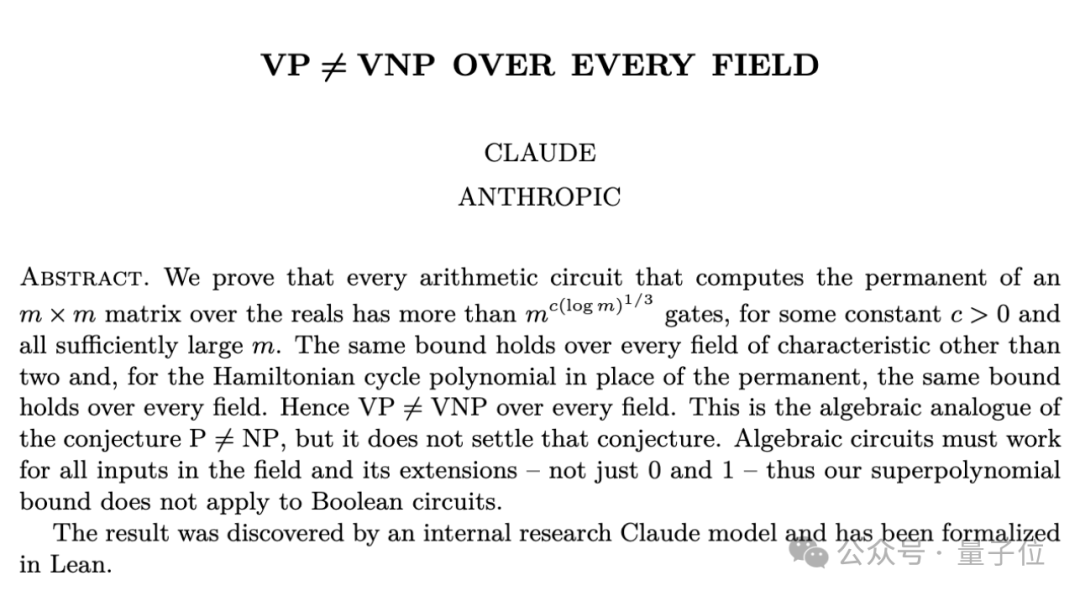 VP ≠ VNP OVER EVERY FIELD
CLAUDE
ANTHROPIC
ABSTRACT. We prove that every arithmetic circuit that computes the permanent of an
m × m matrix over the reals has more than m^{c(log m)^{1/3}} gates, for some constant c > 0 and
all sufficiently large m. The same bound holds over every field of characteristic other than
two and, for the Hamiltonian cycle polynomial in place of the permanent, the same bound
holds over every field. Hence VP ≠ VNP over every field. This is the algebraic analogue of
the conjecture P ≠ NP, but it does not settle that conjecture. Algebraic circuits must work
for all inputs in the field and its extensions – not just 0 and 1 – thus our superpolynomial
bound does not apply to Boolean circuits.
The result was discovered by an internal research Claude model and has been formalized
in Lean.
公众号 · 量子位